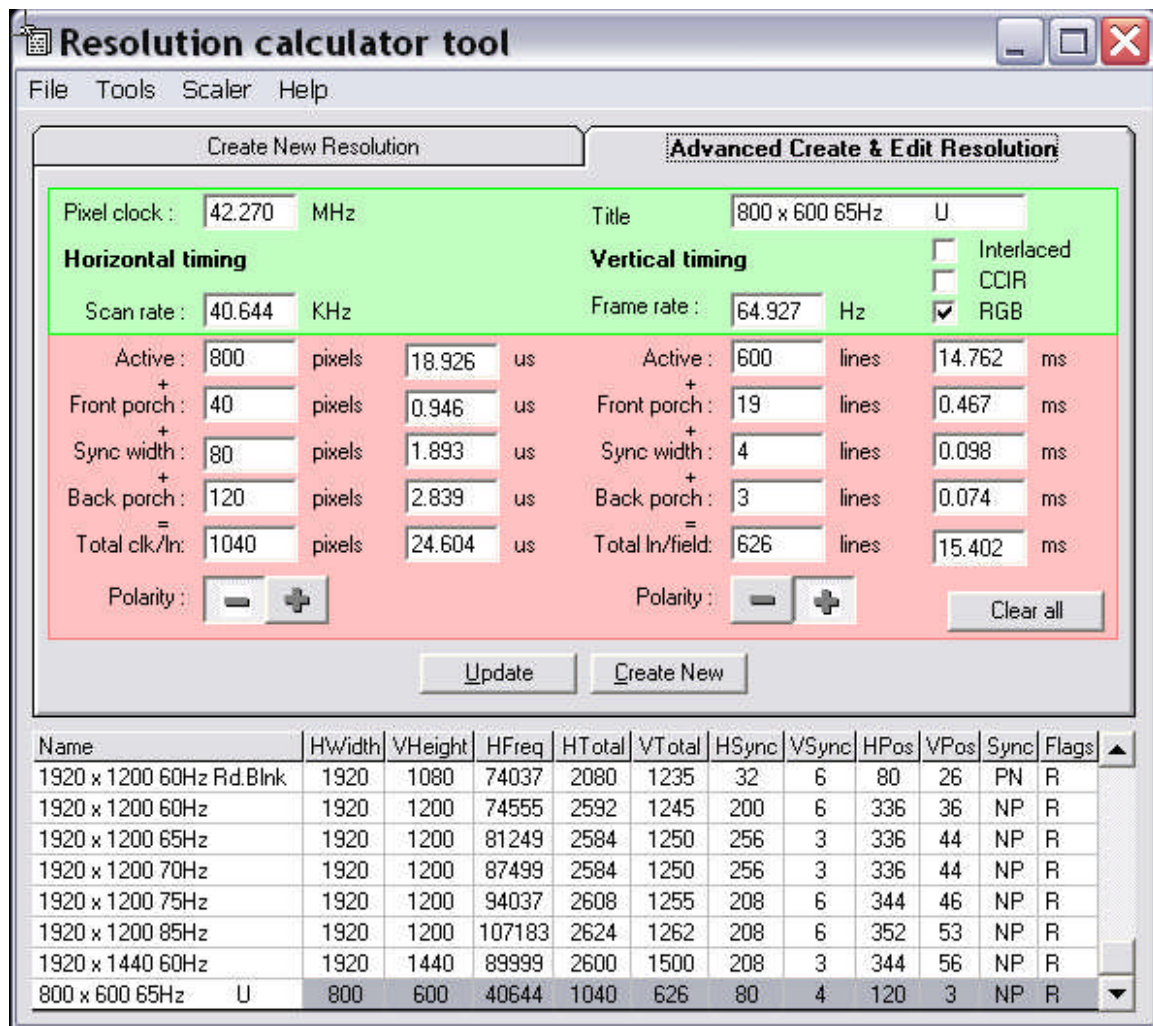 Resolution calculator tool
File Tools Scaler Help
Create New Resolution Advanced Create & Edit Resolution
Pixel clock : 42.270 MHz Title 800 x 600 65Hz U
Horizontal timing Vertical timing Interlaced
CCIR
Scan rate : 40.644 KHz Frame rate : 64.927 Hz RGB
Active : 800 pixels 18.926 us Active : 600 lines 14.762 ms
+ +
Front porch : 40 pixels 0.946 us Front porch : 19 lines 0.467 ms
+ +
Sync width : 80 pixels 1.893 us Sync width : 4 lines 0.098 ms
+ +
Back porch : 120 pixels 2.839 us Back porch : 3 lines 0.074 ms
= =
Total clk/ln: 1040 pixels 24.604 us Total ln/field: 626 lines 15.402 ms
Polarity : - + Polarity : - + Clear all
Update Create New
Name HWidth VHeight HFreq HTotal VTotal HSync VSync HPos VPos Sync Flags
1920 x 1200 60Hz Rd.Blnk 1920 1080 74037 2080 1235 32 6 80 26 PN R
1920 x 1200 60Hz 1920 1200 74555 2592 1245 200 6 336 36 NP R
1920 x 1200 65Hz 1920 1200 81249 2584 1250 256 3 336 44 NP R
1920 x 1200 70Hz 1920 1200 87499 2584 1250 256 3 336 44 NP R
1920 x 1200 75Hz 1920 1200 94037 2608 1255 208 6 344 46 NP R
1920 x 1200 85Hz 1920 1200 107183 2624 1262 208 6 352 53 NP R
1920 x 1440 60Hz 1920 1440 89999 2600 1500 208 3 344 56 NP R
800 x 600 65Hz U 800 600 40644 1040 626 80 4 120 3 NP R